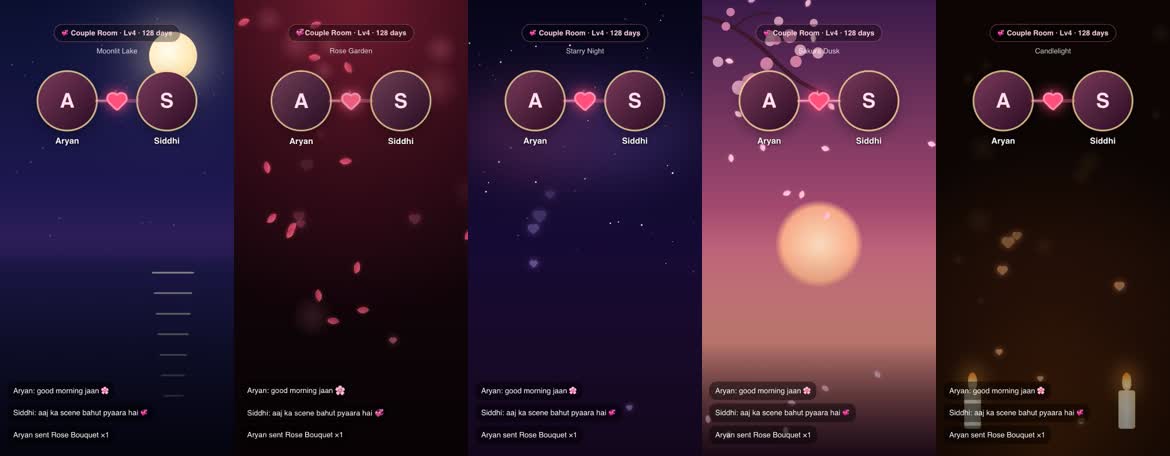 💞 Couple Room · Lv4 · 128 days
Moonlit Lake
A
S
Aryan
Siddhi
Aryan: good morning jaan 🌸
Siddhi: aaj ka scene bahut pyaara hai 💞
Aryan sent Rose Bouquet ×1
💞 Couple Room · Lv4 · 128 days
Rose Garden
A
S
Aryan
Siddhi
Aryan: good morning jaan 🌸
Siddhi: aaj ka scene bahut pyaara hai 💞
Aryan sent Rose Bouquet ×1
💞 Couple Room · Lv4 · 128 days
Starry Night
A
S
Aryan
Siddhi
Aryan: good morning jaan 🌸
Siddhi: aaj ka scene bahut pyaara hai 💞
Aryan sent Rose Bouquet ×1
💞 Couple Room · Lv4 · 128 days
Sakura Dusk
A
S
Aryan
Siddhi
Aryan: good morning jaan 🌸
Siddhi: aaj ka scene bahut pyaara hai 💞
Aryan sent Rose Bouquet ×1
💞 Couple Room · Lv4 · 128 days
Candlelight
A
S
Aryan
Siddhi
Aryan: good morning jaan 🌸
Siddhi: aaj ka scene bahut pyaara hai 💞
Aryan sent Rose Bouquet ×1